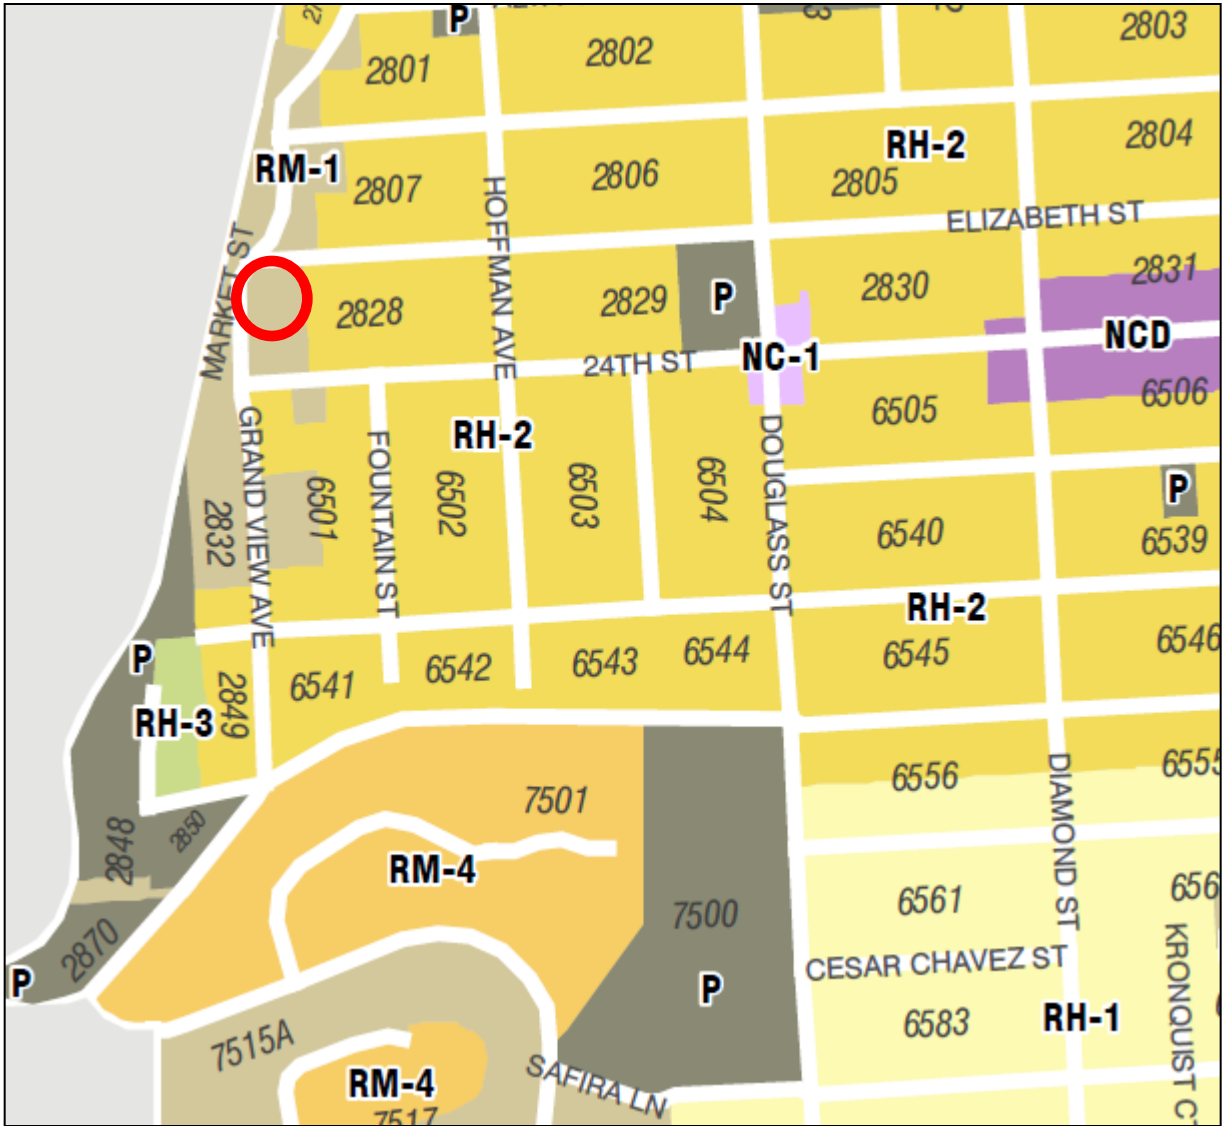 P
2801
2802
2803
RM-1
2807
2806
RH-2
2805
2804
HOFFMAN AVE
ELIZABETH ST
MARKET ST
2828
2829
P
2830
2831
NC-1
NCD
24TH ST
6505
6506
GRAND VIEW AVE
FOUNTAIN ST
RH-2
DOUGLASS ST
2832
6501
6502
6503
6504
6540
P
6539
RH-2
P
2849
6541
6542
6543
6544
6545
6546
RH-3
7501
6556
6555
DIAMOND ST
2848
2850
RM-4
7500
6561
656
2870
P
P
CESAR CHAVEZ ST
KRONQUIST C
7515A
6583
RH-1
RM-4
SAFIRA LN
7517